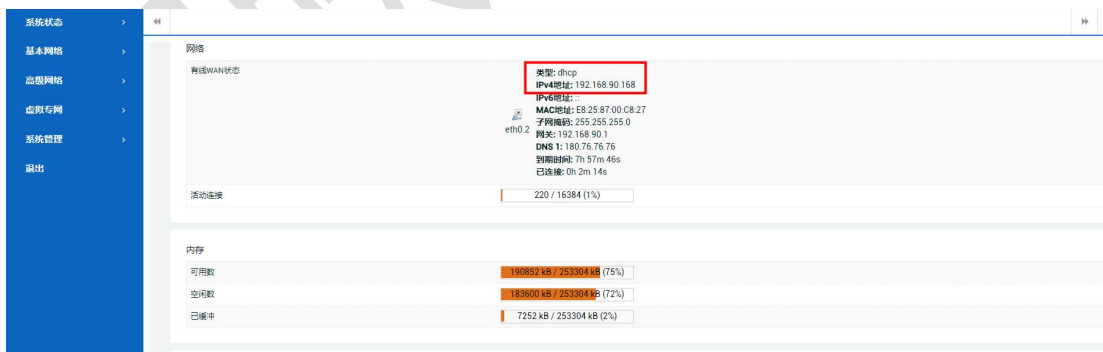 系统状态
基本网络
高级网络
虚拟专网
系统管理
退出
网络
有线WAN状态
eth0.2
类型: dhcp
IPv4地址: 192.168.90.168
IPv6地址: ::
MAC地址: E8:25:87:00:C8:27
子网掩码: 255.255.255.0
网关: 192.168.90.1
DNS 1: 180.76.76.76
到期时间: 7h 57m 46s
已连接: 0h 2m 14s
活动连接 220 / 16384 (1%)
内存
可用数 190852 kB / 253304 kB (75%)
空闲数 183600 kB / 253304 kB (72%)
已缓冲 7252 kB / 253304 kB (2%)